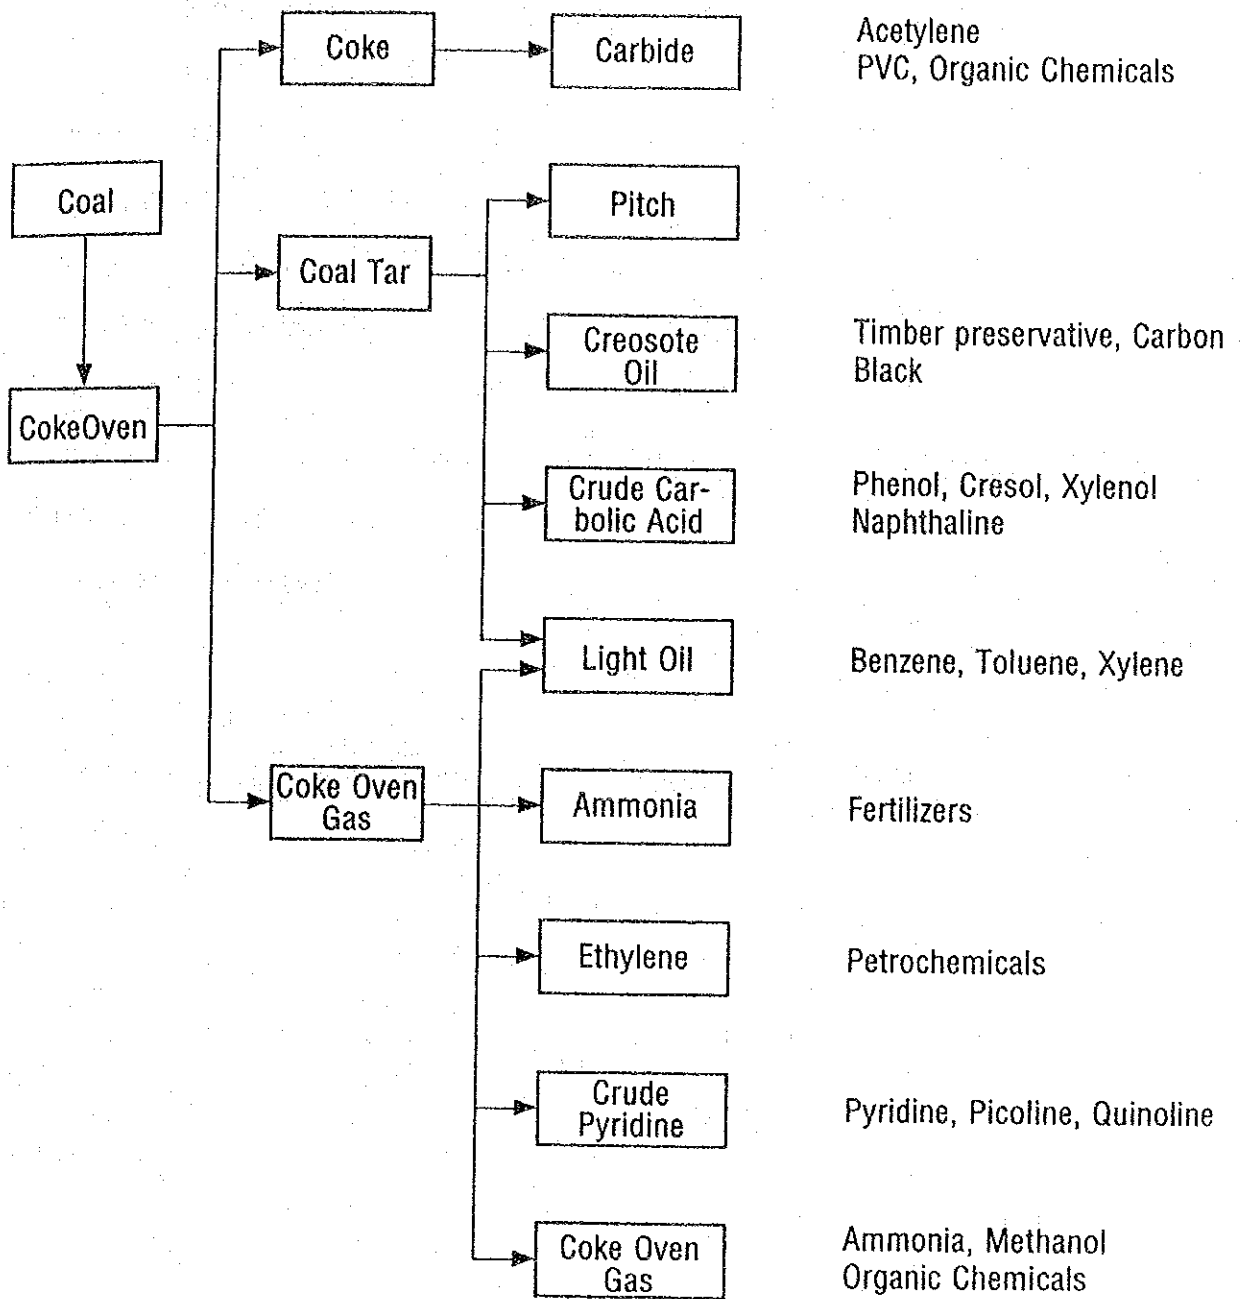 Coke
Carbide
Acetylene
PVC, Organic Chemicals
Coal
Pitch
Coal Tar
Creosote
Oil
Timber preservative, Carbon
Black
CokeOven
Crude Car-
bolic Acid
Phenol, Cresol, Xylenol
Naphthaline
Light Oil
Benzene, Toluene, Xylene
Coke Oven
Gas
Ammonia
Fertilizers
Ethylene
Petrochemicals
Crude
Pyridine
Pyridine, Picoline, Quinoline
Coke Oven
Gas
Ammonia, Methanol
Organic Chemicals